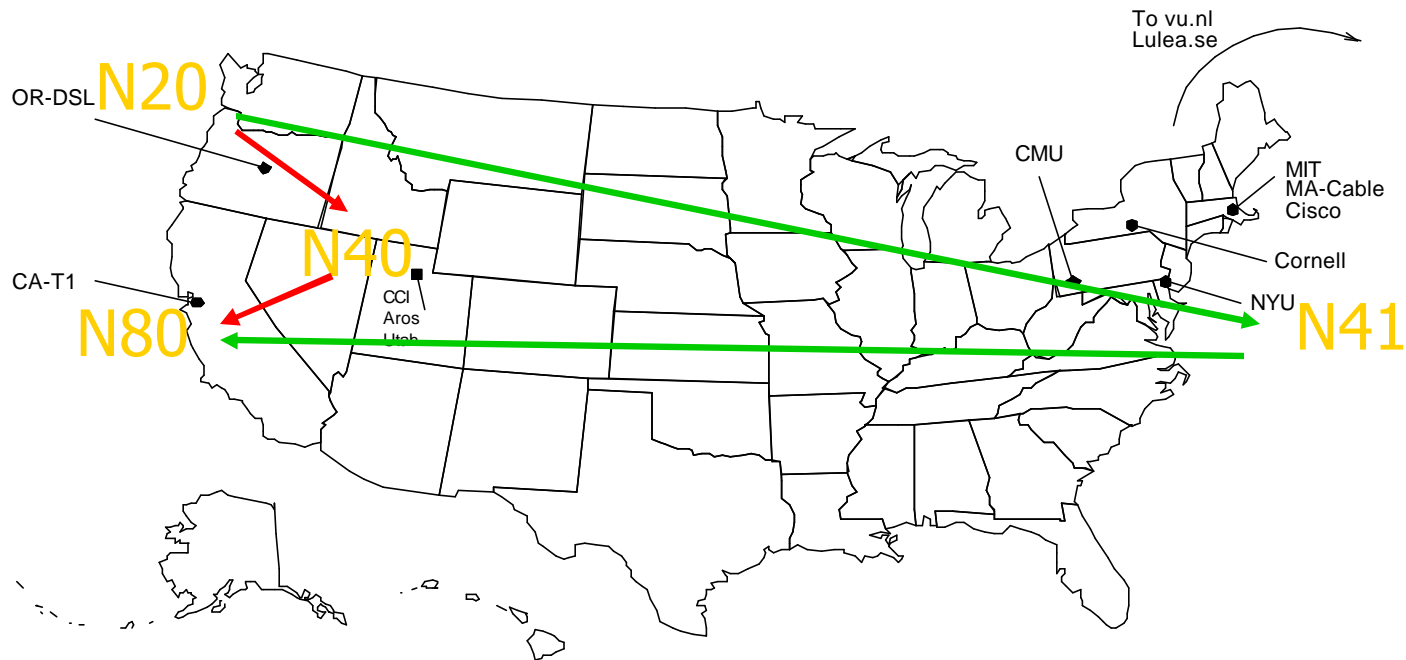 To vu.nl
Lulea.se
OR-DSL
N20
CMU
MIT
MA-Cable
Cisco
N40
Cornell
CA-T1
CCI
Aros
Utah
NYU
N80
N41